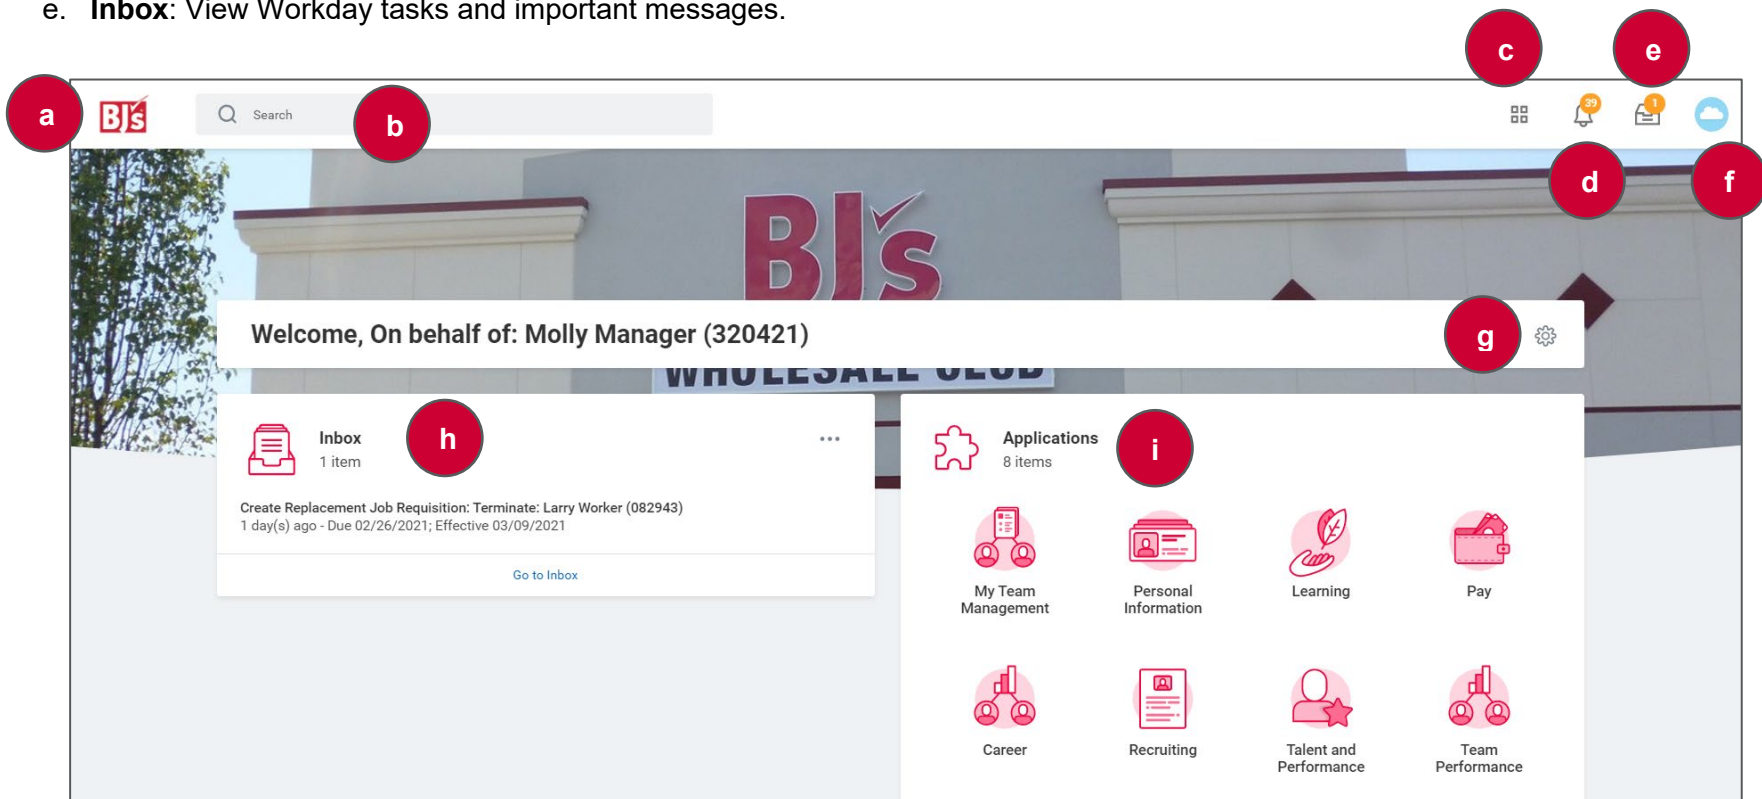 e. Inbox: View Workday tasks and important messages.
c
e
a
BJ's
Search
b
39
1
d
f
BJ's
Welcome, On behalf of: Molly Manager (320421)
g
WHOLESALE CLUB
Inbox
1 item
h
Applications
8 items
i
Create Replacement Job Requisition: Terminate: Larry Worker (082943)
1 day(s) ago - Due 02/26/2021; Effective 03/09/2021
Go to Inbox
My Team
Management
Personal
Information
Learning
Pay
Career
Recruiting
Talent and
Performance
Team
Performance